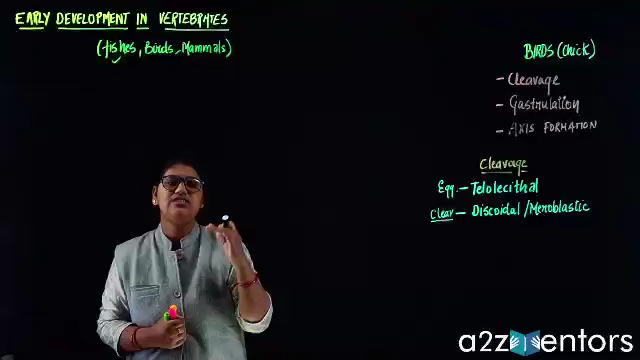 EARLY DEVELOPMENT IN VERTEBRATES
(Fishes, Birds, Mammals)
BIRDS (Chick)
- Cleavage
- Gastrulation
- AXIS FORMATION
Cleavage
Egg - Telolecithal
Cleav - Discoidal/Meroblastic
a2zmentors